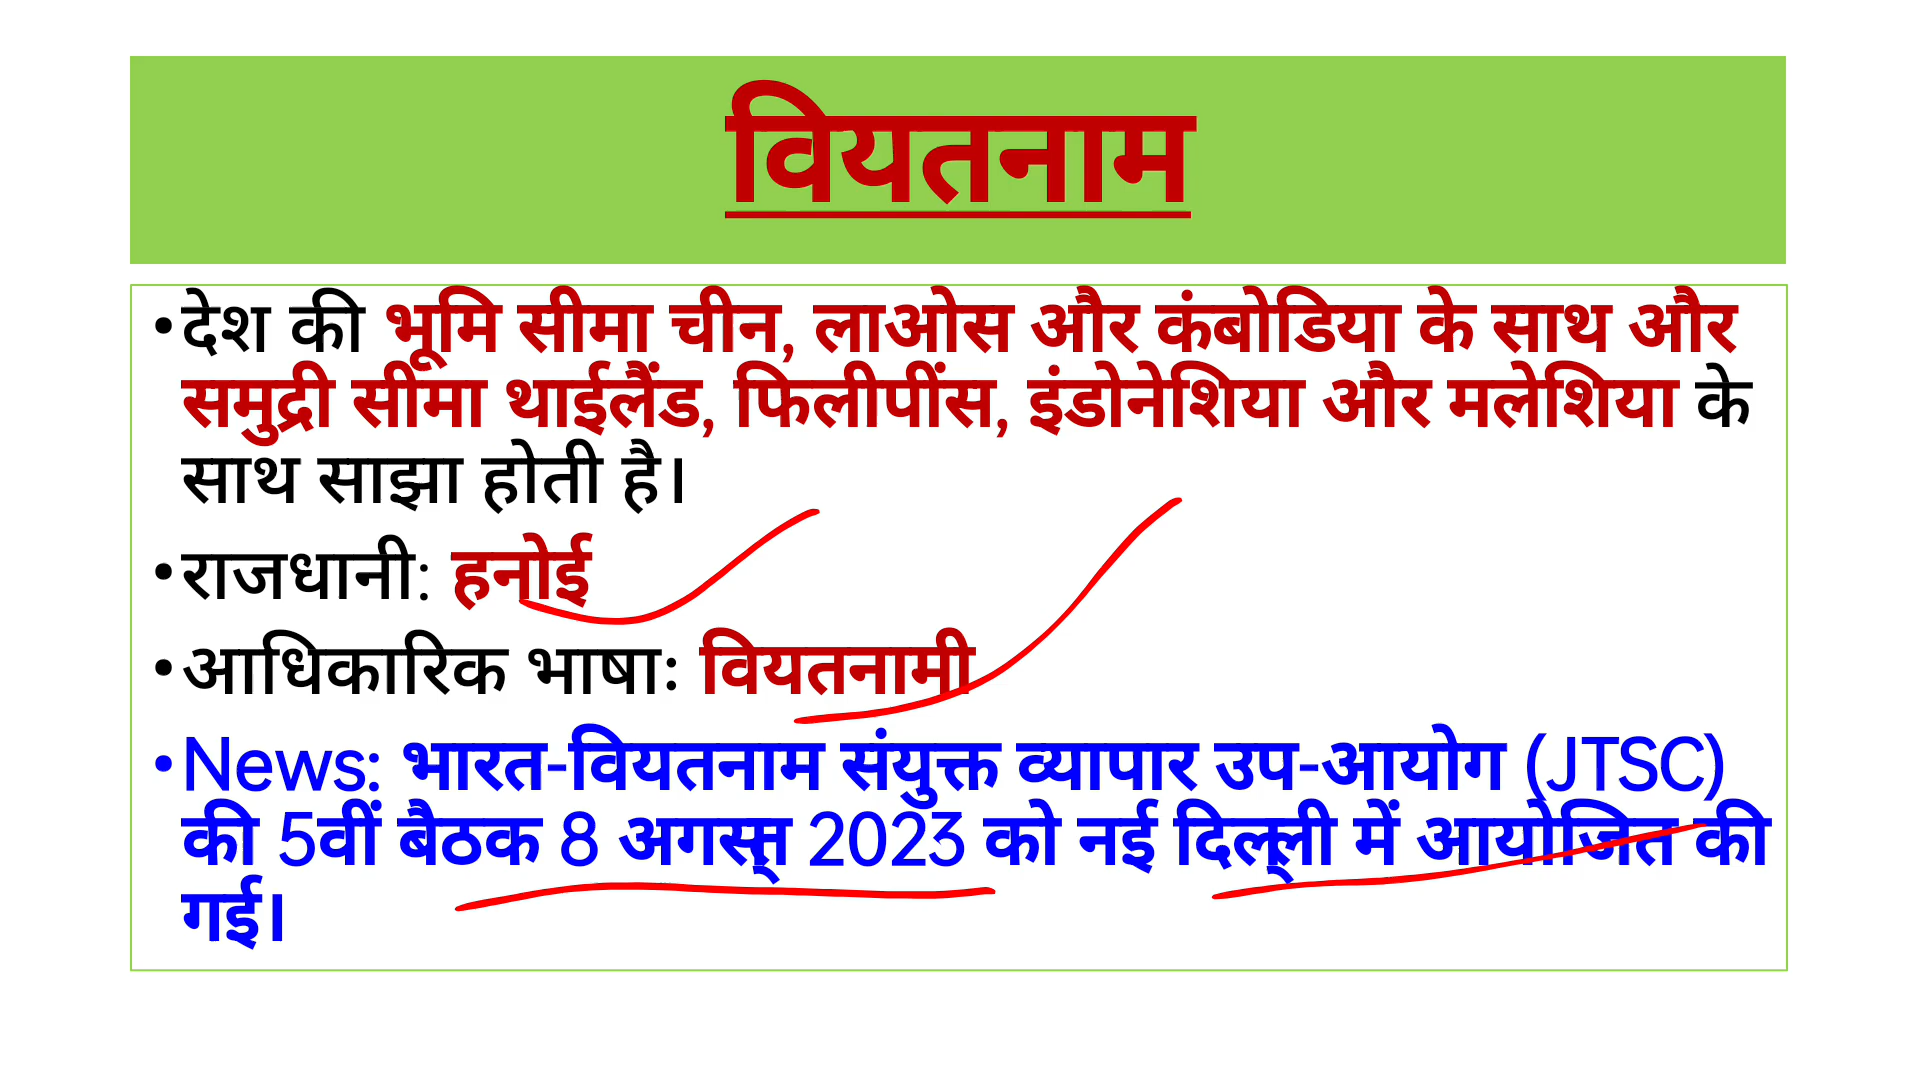 वियतनाम
•देश की भूमि सीमा चीन, लाओस और कंबोडिया के साथ और
समुद्री सीमा थाईलैंड, फिलीपींस, इंडोनेशिया और मलेशिया के
साथ साझा होती है।
•राजधानी: हनोई
•आधिकारिक भाषाः वियतनामी
•News: भारत-वियतनाम संयुक्त व्यापार उप-आयोग (JTSC)
की 5वीं बैठक 8 अगस्त 2023 को नई दिल्ली में आयोजित की
गई।